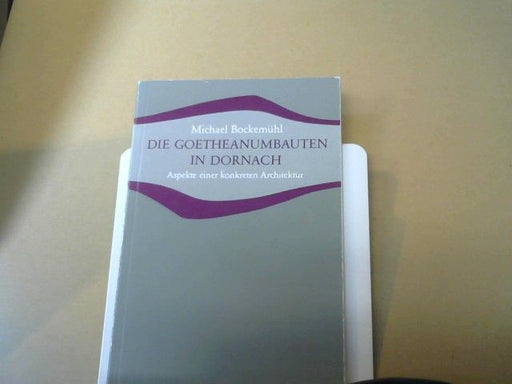 Michael Bockemühl
DIE GOETHEANUMBAUTEN
IN DORNACH
Aspekte einer konkreten Architektur